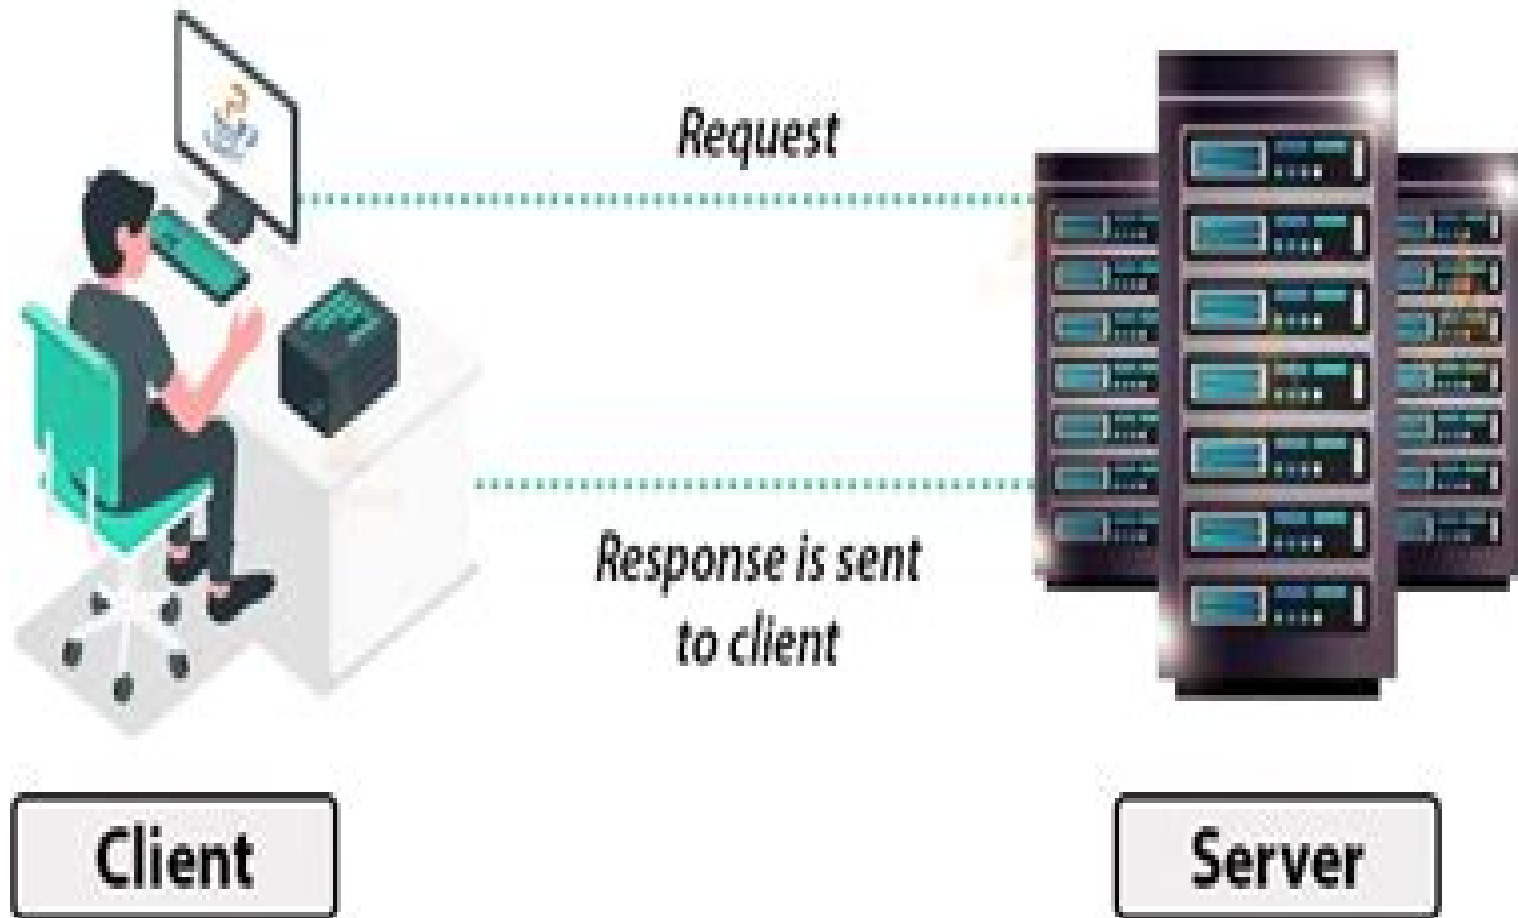 Request
Response is sent
to client
Client
Server